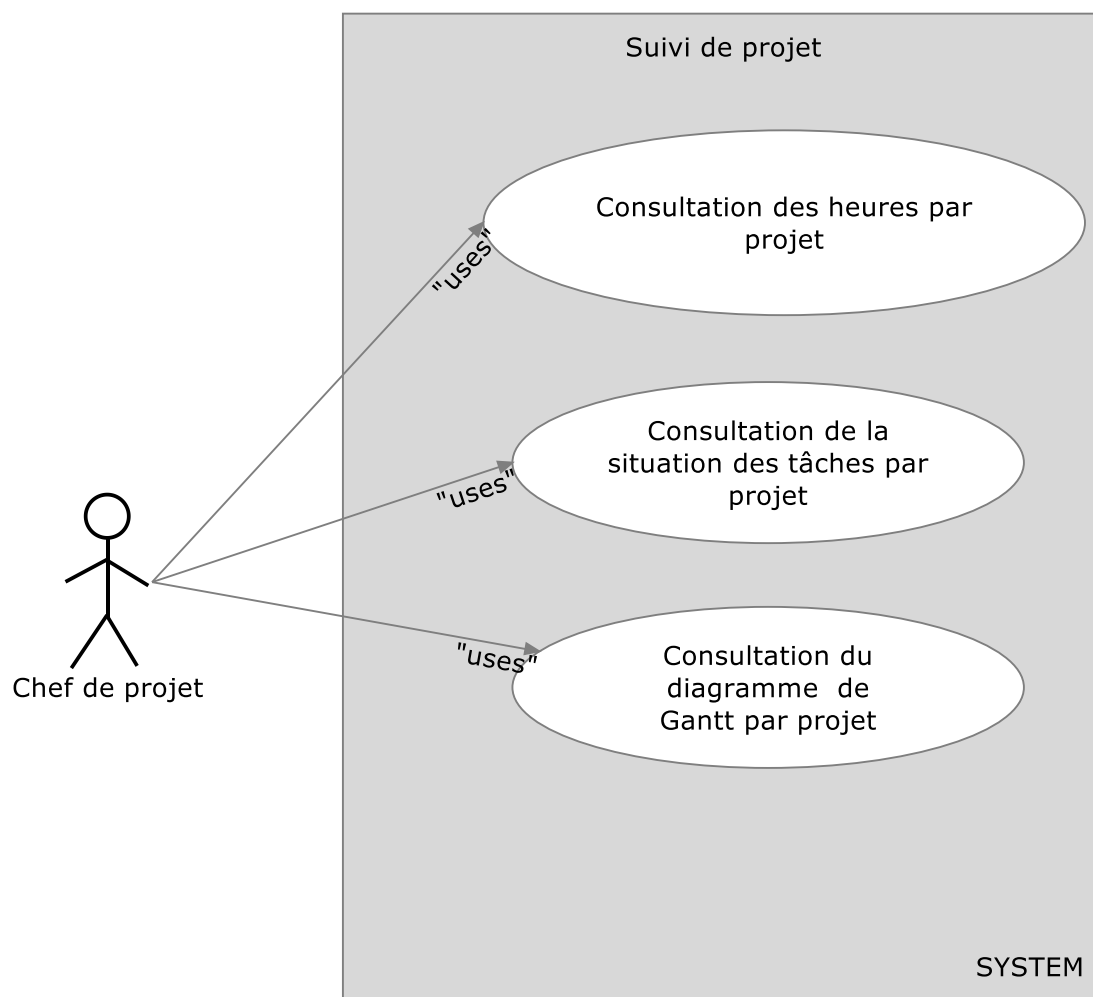 Suivi de projet
Consultation des heures par
projet
"uses"
Consultation de la
situation des tâches par
projet
"uses"
Consultation du
diagramme  de
Gantt par projet
"uses"
Chef de projet
SYSTEM